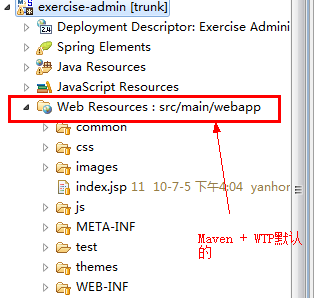 exercise-admin [trunk]
Deployment Descriptor: Exercise Admini
Spring Elements
Java Resources
JavaScript Resources
Web Resources : src/main/webapp
common
css
images
index.jsp 11 10-7-5 下午4:04 yanhon
js
META-INF
test
themes
WEB-INF
Maven + WTP默认
的